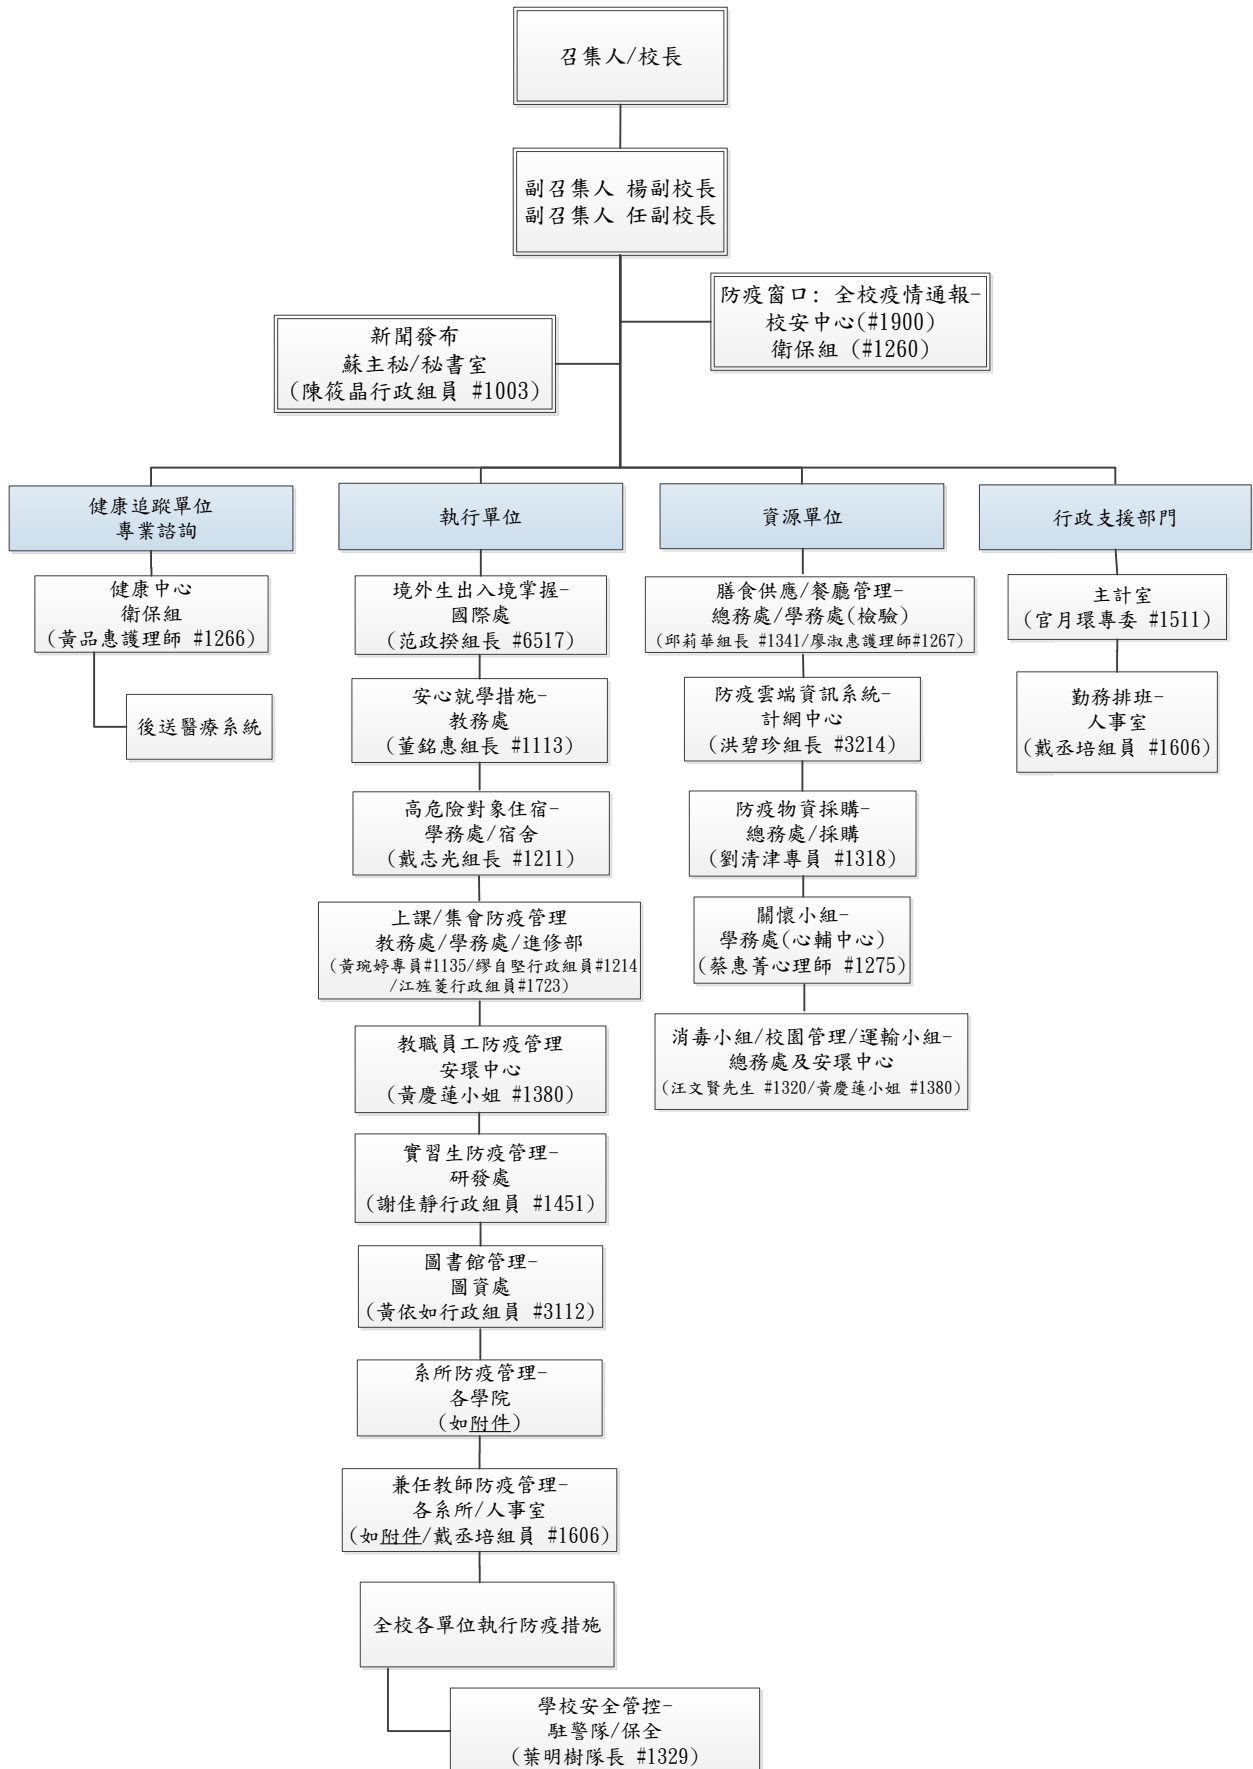 召集人/校長
副召集人 楊副校長
副召集人 任副校長
防疫窗口: 全校疫情通報-
校安中心(#1900)
衛保組 (#1260)
新聞發布
蘇主秘/秘書室
(陳筱晶行政組員 #1003)
健康追蹤單位
專業諮詢
健康中心
衛保組
(黃品惠護理師 #1266)
後送醫療系統
執行單位
境外生出入境掌握-
國際處
(范政揆組長 #6517)
安心就學措施-
教務處
(董銘惠組長 #1113)
高危險對象住宿-
學務處/宿舍
(戴志光組長 #1211)
上課/集會防疫管理
教務處/學務處/進修部
(黃琬婷專員#1135/繆自堅行政組員#1214
/江旌菱行政組員#1723)
教職員工防疫管理
安環中心
(黃慶蓮小姐 #1380)
實習生防疫管理-
研發處
(謝佳靜行政組員 #1451)
圖書館管理-
圖資處
(黃依如行政組員 #3112)
系所防疫管理-
各學院
(如附件)
兼任教師防疫管理-
各系所/人事室
(如附件/戴丞培組員 #1606)
全校各單位執行防疫措施
學校安全管控-
駐警隊/保全
(葉明樹隊長 #1329)
資源單位
膳食供應/餐廳管理-
總務處/學務處(檢驗)
(邱莉華組長 #1341/廖淑惠護理師#1267)
防疫雲端資訊系統-
計網中心
(洪碧珍組長 #3214)
防疫物資採購-
總務處/採購
(劉清津專員 #1318)
關懷小組-
學務處(心輔中心)
(蔡惠菁心理師 #1275)
消毒小組/校園管理/運輸小組-
總務處及安環中心
(汪文賢先生 #1320/黃慶蓮小姐 #1380)
行政支援部門
主計室
(官月環專委 #1511)
勤務排班-
人事室
(戴丞培組員 #1606)